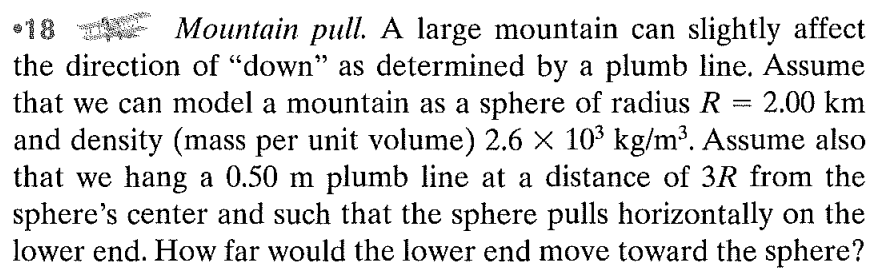 •18 Mountain pull. A large mountain can slightly affect
the direction of “down” as determined by a plumb line. Assume
that we can model a mountain as a sphere of radius R = 2.00 km
and density (mass per unit volume) 2.6 × 10³ kg/m³. Assume also
that we hang a 0.50 m plumb line at a distance of 3R from the
sphere’s center and such that the sphere pulls horizontally on the
lower end. How far would the lower end move toward the sphere?